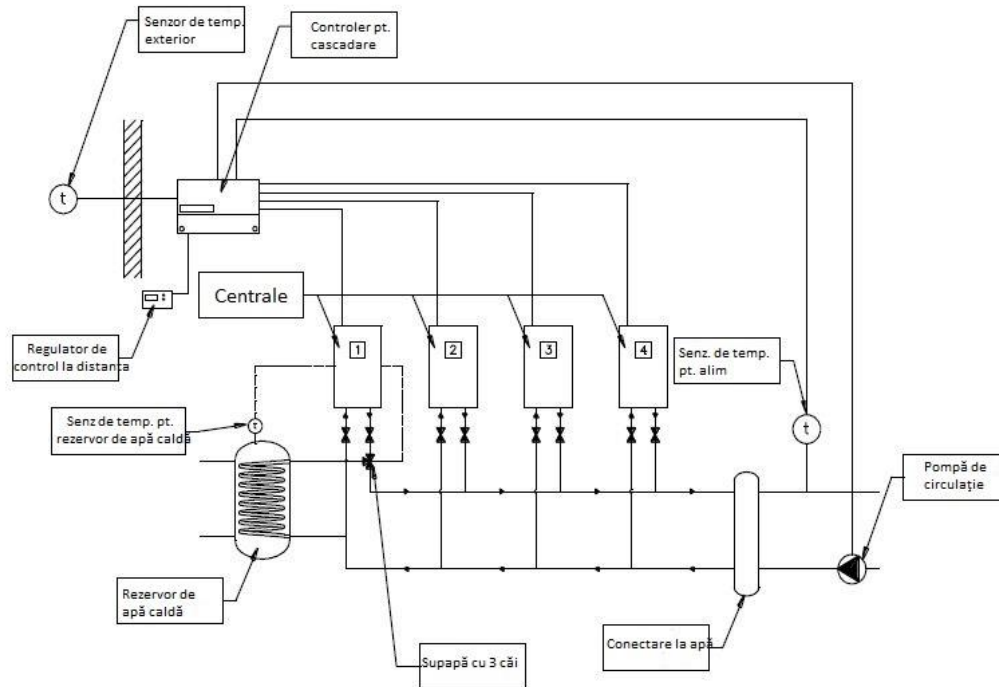 Senzor de temp.
exterior
Controler pt.
cascadare
t
Centrale
Regulator de
control la distanta
1
2
3
4
Senz. de temp.
pt. alim
Senz de temp. pt.
rezervor de apă caldă
τ
t
Pompă de
circulație
Rezervor de
apă caldă
Conectare la apă
Supapă cu 3 căi